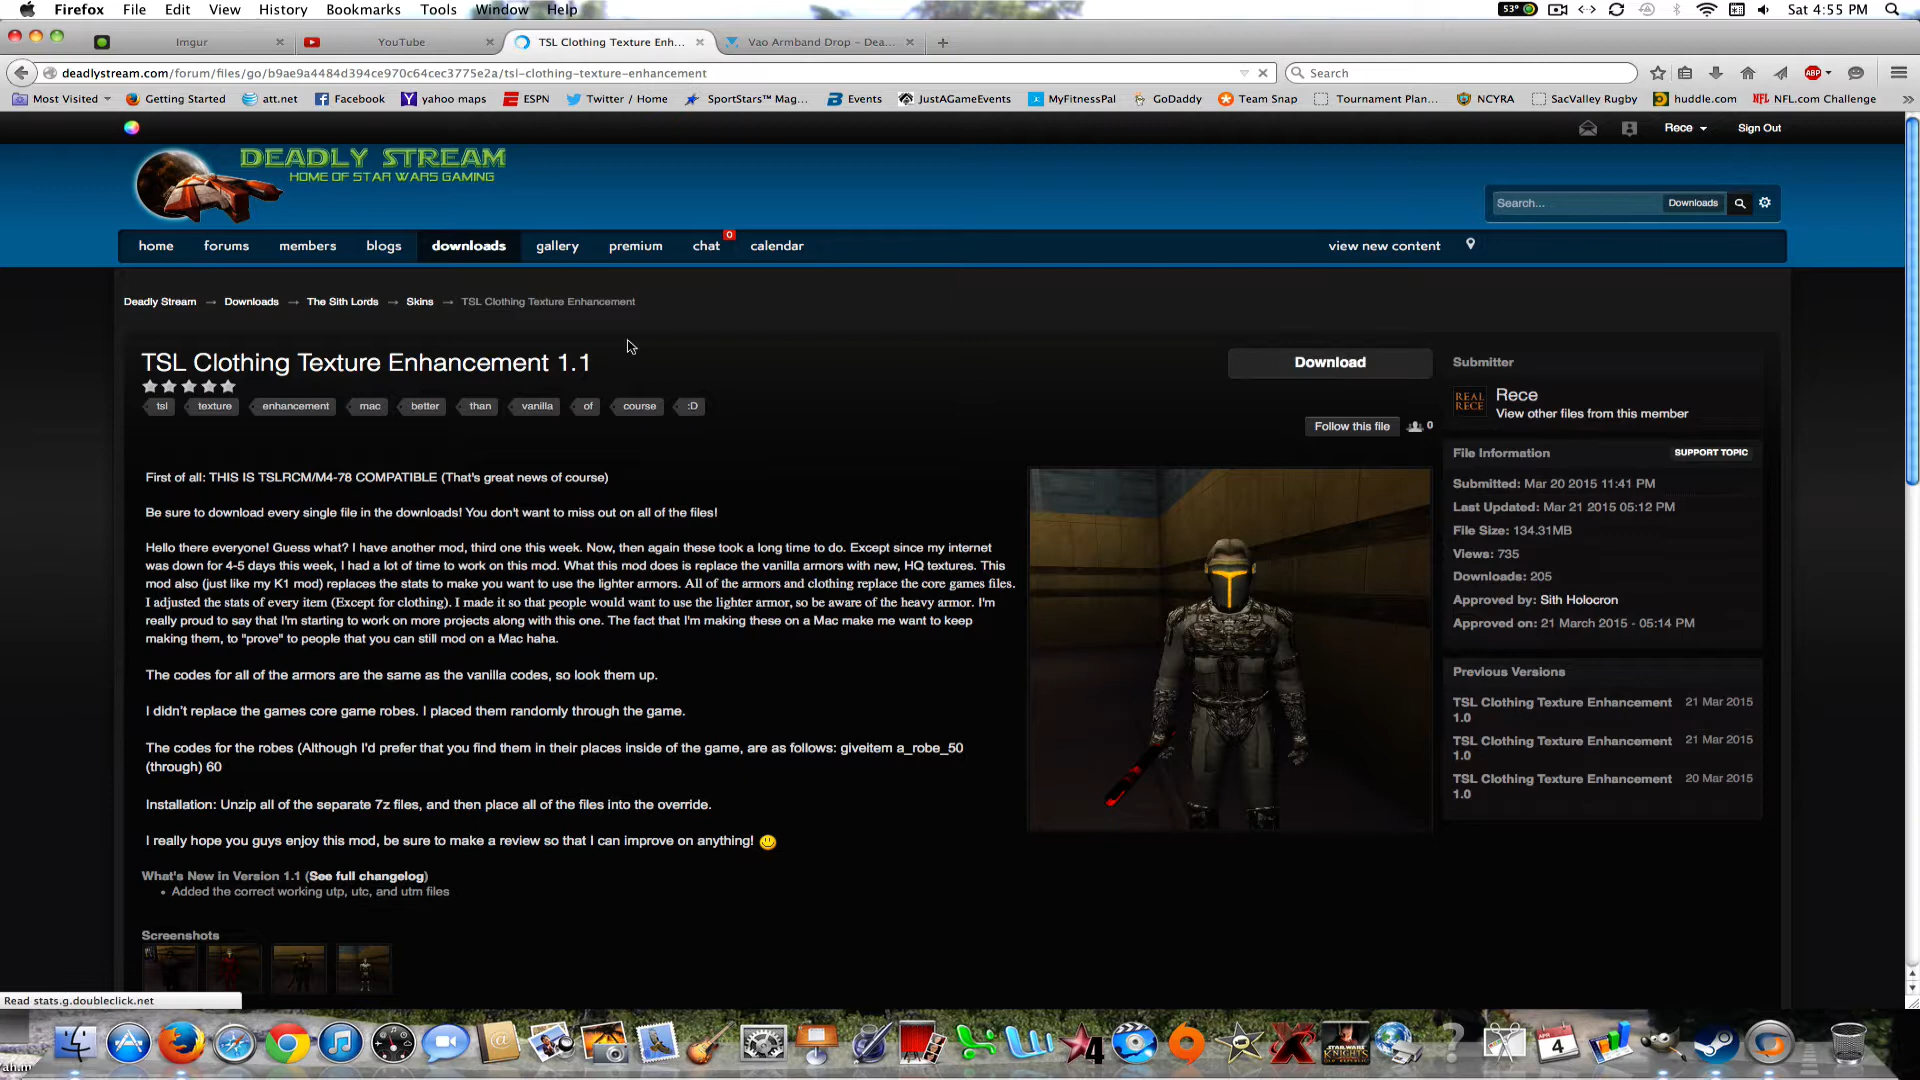 Firefox File Edit View History Bookmarks Tools Window Help 53° Sat 4:55 PM
Imgur YouTube TSL Clothing Texture Enh... Vao Armband Drop - Dea...
deadlystream.com/forum/files/go/b9ae9a4484d394ce970c64cec3775e2a/tsl-clothing-texture-enhancement Search ABP
Most Visited Getting Started att.net Facebook yahoo maps ESPN Twitter / Home SportStars™ Mag... Events JustAGameEvents MyFitnessPal GoDaddy Team Snap Tournament Plan... NCYRA SacValley Rugby huddle.com NFL.com Challenge
Rece Sign Out
DEADLY STREAM
HOME OF STAR WARS GAMING
Search... Downloads
home forums members blogs downloads gallery premium chat 0 calendar view new content
Deadly Stream → Downloads → The Sith Lords → Skins → TSL Clothing Texture Enhancement
TSL Clothing Texture Enhancement 1.1
tsl texture enhancement mac better than vanilla of course :D
Download
Follow this file 0
First of all: THIS IS TSLRCM/M4-78 COMPATIBLE (That's great news of course)
Be sure to download every single file in the downloads! You don't want to miss out on all of the files!
Hello there everyone! Guess what? I have another mod, third one this week. Now, then again these took a long time to do. Except since my internet
was down for 4-5 days this week, I had a lot of time to work on this mod. What this mod does is replace the vanilla armors with new, HQ textures. This
mod also (just like my K1 mod) replaces the stats to make you want to use the lighter armors. All of the armors and clothing replace the core games files.
I adjusted the stats of every item (Except for clothing). I made it so that people would want to use the lighter armor, so be aware of the heavy armor. I'm
really proud to say that I'm starting to work on more projects along with this one. The fact that I'm making these on a Mac make me want to keep
making them, to "prove" to people that you can still mod on a Mac haha.
The codes for all of the armors are the same as the vanilla codes, so look them up.
I didn't replace the games core game robes. I placed them randomly through the game.
The codes for the robes (Although I'd prefer that you find them in their places inside of the game, are as follows: giveitem a_robe_50
(through) 60
Installation: Unzip all of the separate 7z files, and then place all of the files into the override.
I really hope you guys enjoy this mod, be sure to make a review so that I can improve on anything!
What's New in Version 1.1 (See full changelog)
• Added the correct working utp, utc, and utm files
Screenshots
Submitter
REAL
RECE
Rece
View other files from this member
File Information SUPPORT TOPIC
Submitted: Mar 20 2015 11:41 PM
Last Updated: Mar 21 2015 05:12 PM
File Size: 134.31MB
Views: 735
Downloads: 205
Approved by: Sith Holocron
Approved on: 21 March 2015 - 05:14 PM
Previous Versions
TSL Clothing Texture Enhancement 21 Mar 2015
1.0
TSL Clothing Texture Enhancement 21 Mar 2015
1.0
TSL Clothing Texture Enhancement 20 Mar 2015
1.0
Read stats.g.doubleclick.net
4
APR
4
STAR WARS
KNIGHTS